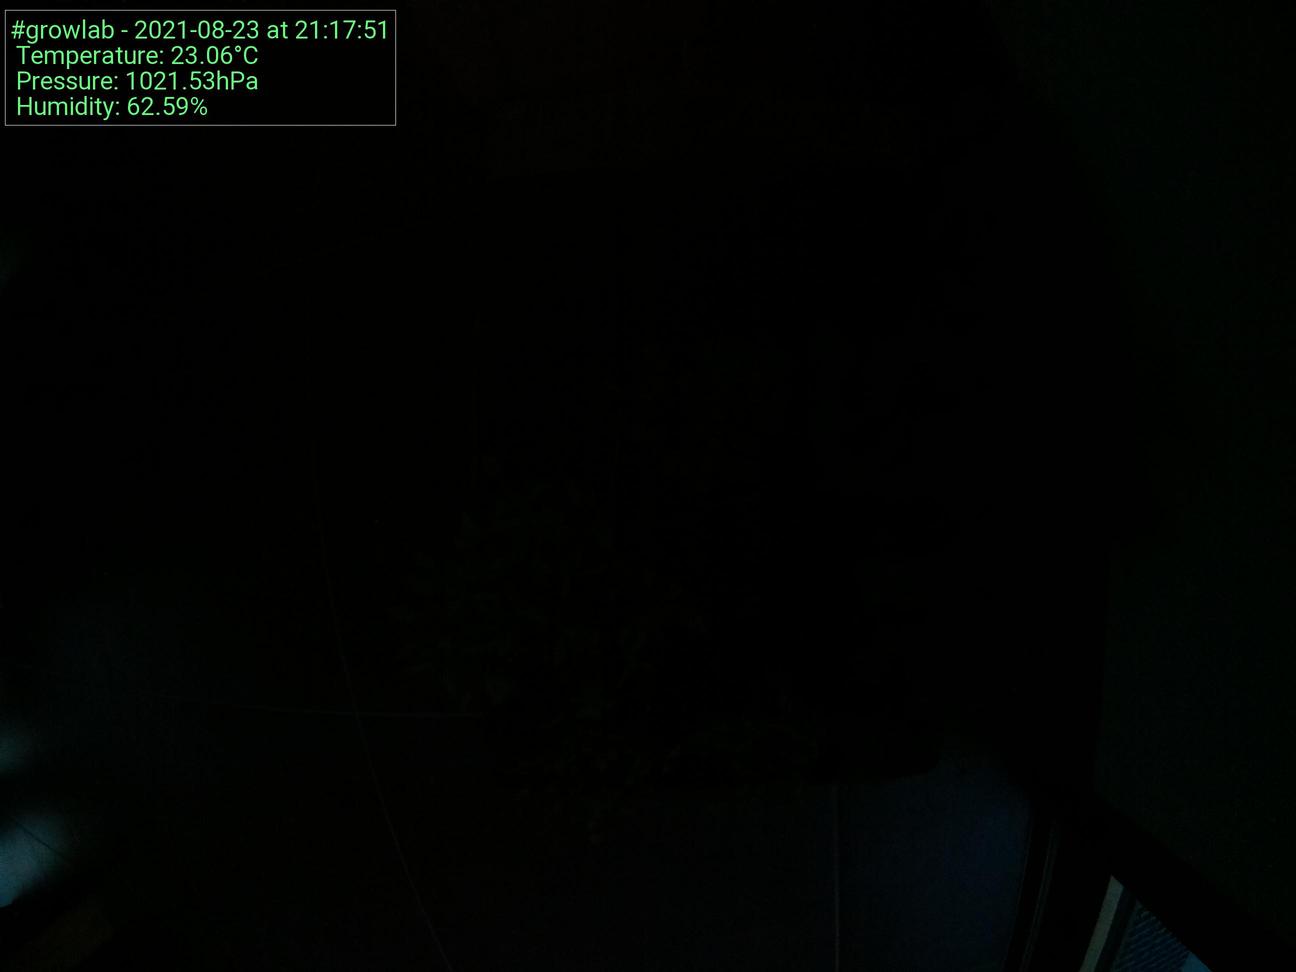 #growlab - 2021-08-23 at 21:17:51
Temperature: 23.06°C
Pressure: 1021.53hPa
Humidity: 62.59%